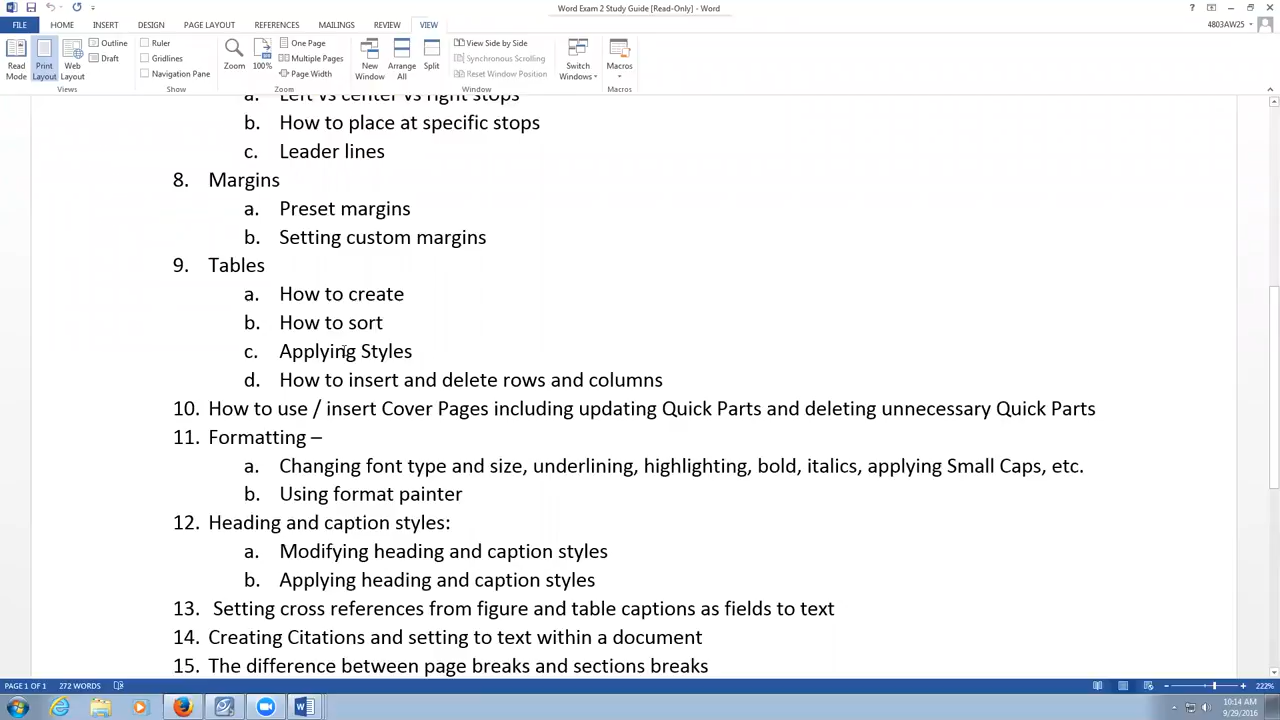 Word Exam 2 Study Guide [Read-Only] - Word
FILE HOME INSERT DESIGN PAGE LAYOUT REFERENCES MAILINGS REVIEW VIEW 4803AW25
Read Mode
Print Layout
Web Layout
Outline
Draft
Views
Ruler
Gridlines
Navigation Pane
Show
Zoom
100%
One Page
Multiple Pages
Page Width
Zoom
New Window
Arrange All
Split
View Side by Side
Synchronous Scrolling
Reset Window Position
Window
Switch Windows
Macros
Macros
a. Left vs center vs right stops
b. How to place at specific stops
c. Leader lines
8. Margins
a. Preset margins
b. Setting custom margins
9. Tables
a. How to create
b. How to sort
c. Applying Styles
d. How to insert and delete rows and columns
10. How to use / insert Cover Pages including updating Quick Parts and deleting unnecessary Quick Parts
11. Formatting –
a. Changing font type and size, underlining, highlighting, bold, italics, applying Small Caps, etc.
b. Using format painter
12. Heading and caption styles:
a. Modifying heading and caption styles
b. Applying heading and caption styles
13. Setting cross references from figure and table captions as fields to text
14. Creating Citations and setting to text within a document
15. The difference between page breaks and sections breaks
PAGE 1 OF 1 272 WORDS 222%
10:14 AM
9/29/2016